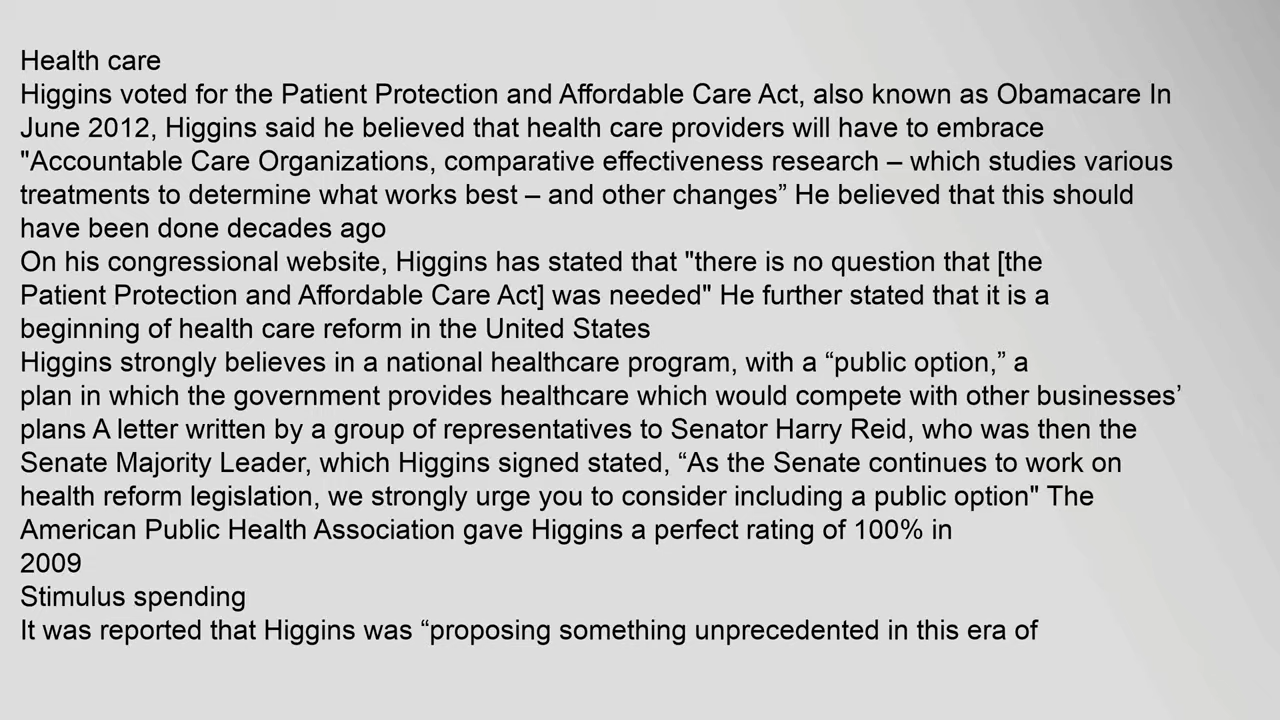 Health care
Higgins voted for the Patient Protection and Affordable Care Act, also known as Obamacare In
June 2012, Higgins said he believed that health care providers will have to embrace
"Accountable Care Organizations, comparative effectiveness research – which studies various
treatments to determine what works best – and other changes” He believed that this should
have been done decades ago
On his congressional website, Higgins has stated that "there is no question that [the
Patient Protection and Affordable Care Act] was needed" He further stated that it is a
beginning of health care reform in the United States
Higgins strongly believes in a national healthcare program, with a “public option,” a
plan in which the government provides healthcare which would compete with other businesses’
plans A letter written by a group of representatives to Senator Harry Reid, who was then the
Senate Majority Leader, which Higgins signed stated, “As the Senate continues to work on
health reform legislation, we strongly urge you to consider including a public option" The
American Public Health Association gave Higgins a perfect rating of 100% in
2009
Stimulus spending
It was reported that Higgins was “proposing something unprecedented in this era of